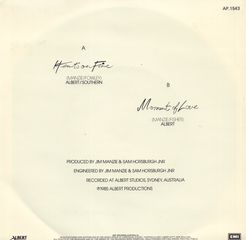 AP.1543
A
Hearts on Fire
(MANZIE/FOWLEY)
ALBERT/SOUTHERN
B
Moment of Love
(MANZIE/FISHER)
ALBERT
PRODUCED BY JIM MANZIE & SAM HORSBURGH JNR
ENGINEERED BY JIM MANZIE & SAM HORSBURGH JNR
RECORDED AT ALBERT STUDIOS, SYDNEY, AUSTRALIA
©1985 ALBERT PRODUCTIONS
ALBERT
EMI